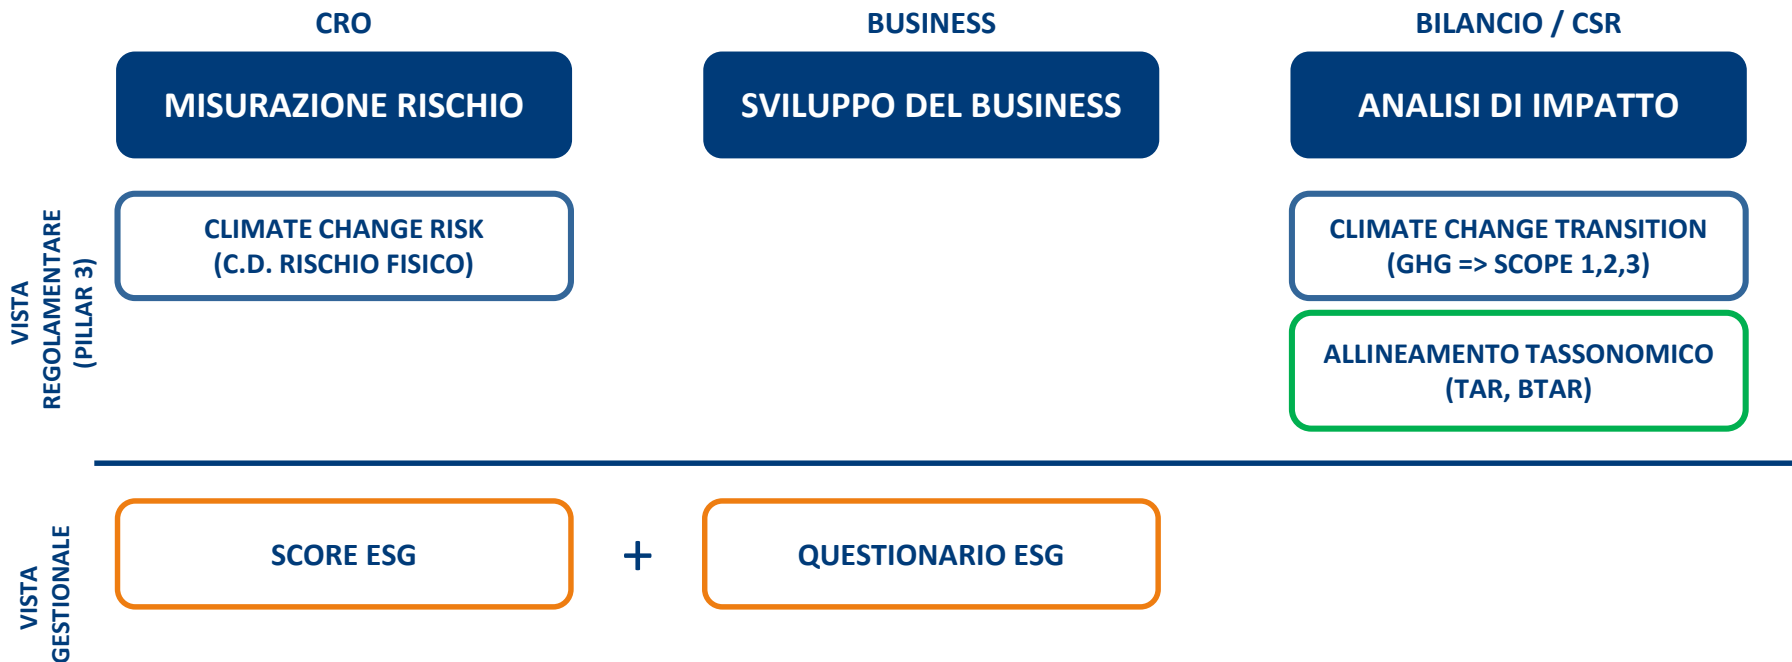 CRO
BUSINESS
BILANCIO / CSR
MISURAZIONE RISCHIO
SVILUPPO DEL BUSINESS
ANALISI DI IMPATTO
VISTA
REGOLAMENTARE
(PILLAR 3)
CLIMATE CHANGE RISK
(C.D. RISCHIO FISICO)
CLIMATE CHANGE TRANSITION
(GHG => SCOPE 1,2,3)
ALLINEAMENTO TASSONOMICO
(TAR, BTAR)
VISTA
GESTIONALE
SCORE ESG
+
QUESTIONARIO ESG